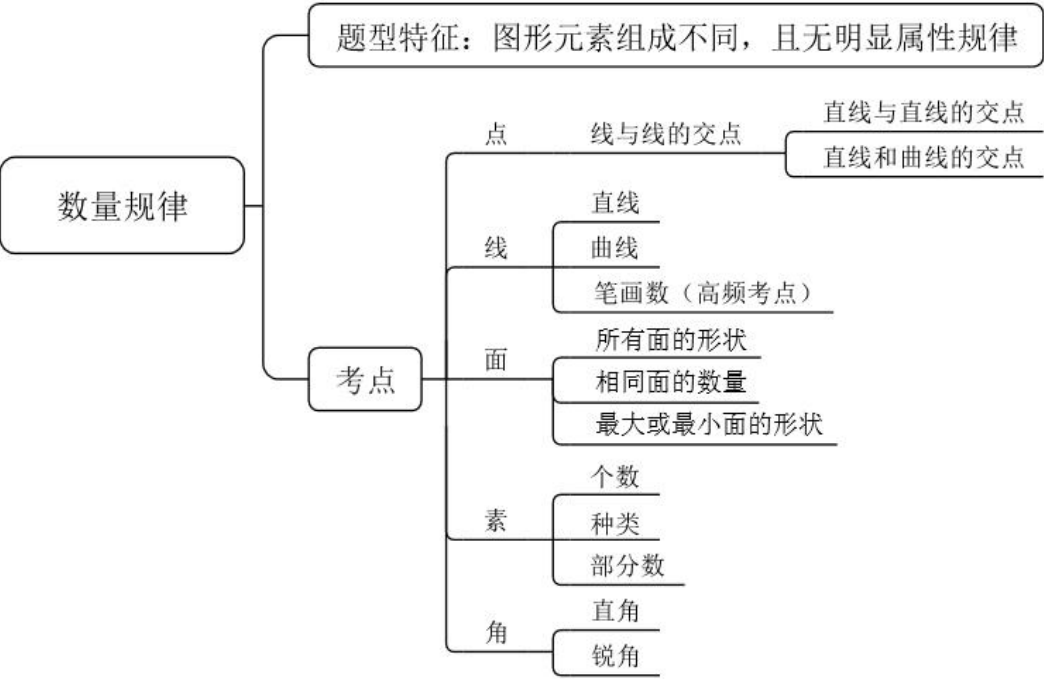 数量规律
题型特征：图形元素组成不同，且无明显属性规律
考点
点
线与线的交点
直线与直线的交点
直线和曲线的交点
线
直线
曲线
笔画数（高频考点）
面
所有面的形状
相同面的数量
最大或最小面的形状
素
个数
种类
部分数
角
直角
锐角